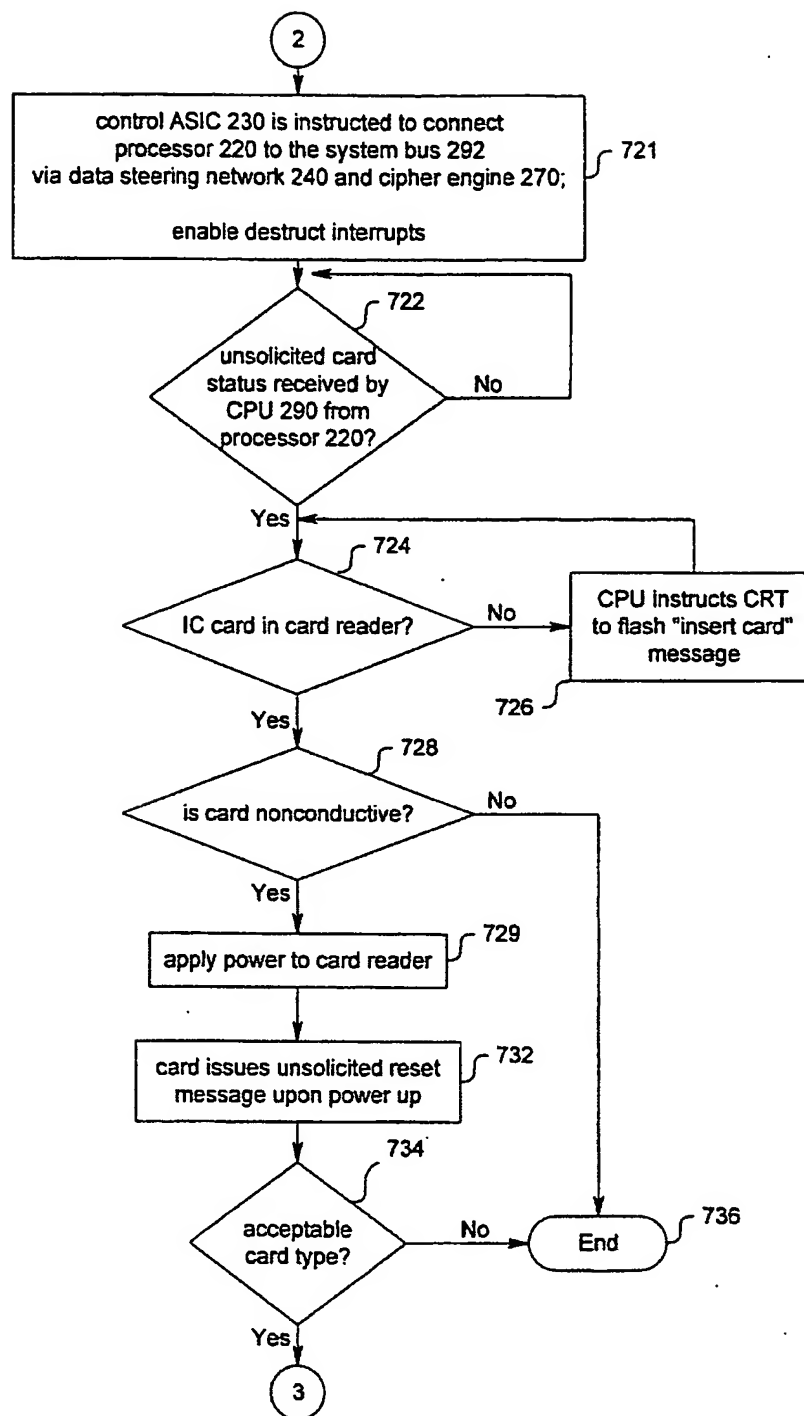 2
control ASIC 230 is instructed to connect
processor 220 to the system bus 292
via data steering network 240 and cipher engine 270;
enable destruct interrupts
721
722
unsolicited card
status received by
CPU 290 from
processor 220?
No
Yes
724
IC card in card reader?
No
CPU instructs CRT
to flash "insert card"
message
726
Yes
728
is card nonconductive?
No
Yes
729
apply power to card reader
732
card issues unsolicited reset
message upon power up
734
acceptable
card type?
No
End
736
Yes
3